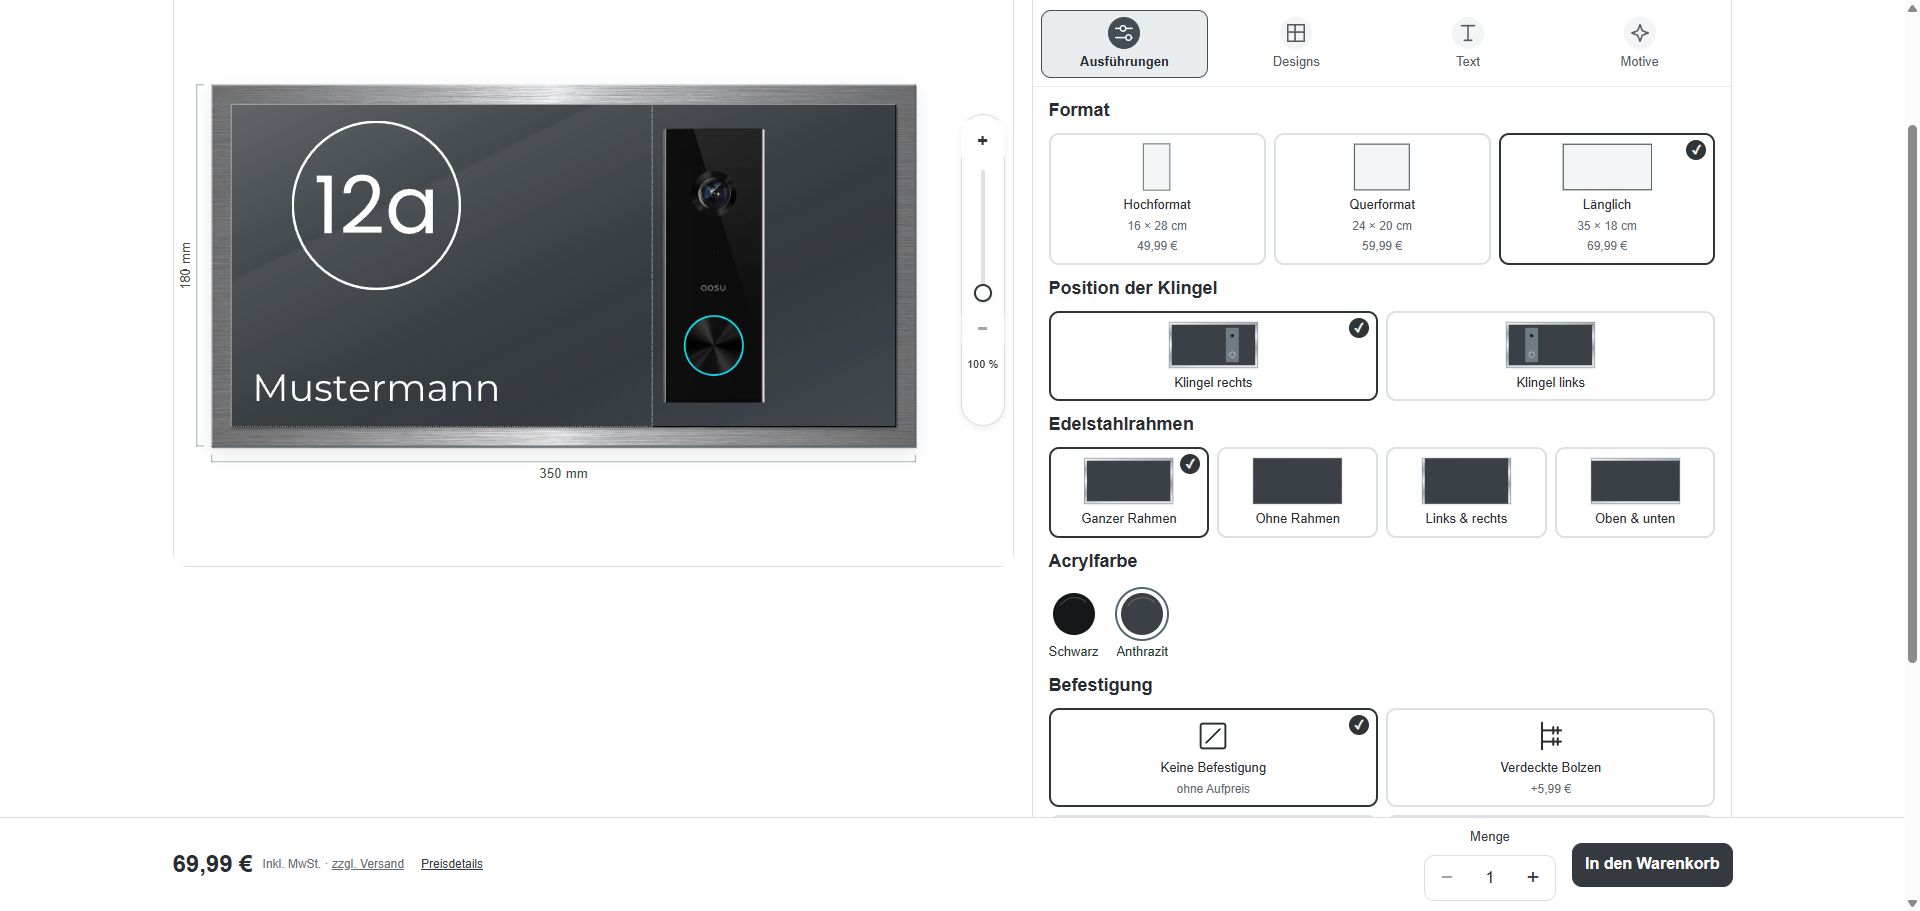 Ausführungen
Designs
Text
Motive
12a
aosu
Mustermann
180 mm
350 mm
+
−
100 %
Format
Hochformat
16 × 28 cm
49,99 €
Querformat
24 × 20 cm
59,99 €
Länglich
35 × 18 cm
69,99 €
Position der Klingel
Klingel rechts
Klingel links
Edelstahlrahmen
Ganzer Rahmen
Ohne Rahmen
Links & rechts
Oben & unten
Acrylfarbe
Schwarz
Anthrazit
Befestigung
Keine Befestigung
ohne Aufpreis
Verdeckte Bolzen
+5,99 €
69,99 € Inkl. MwSt. · zzgl. Versand Preisdetails
Menge
− 1 +
In den Warenkorb